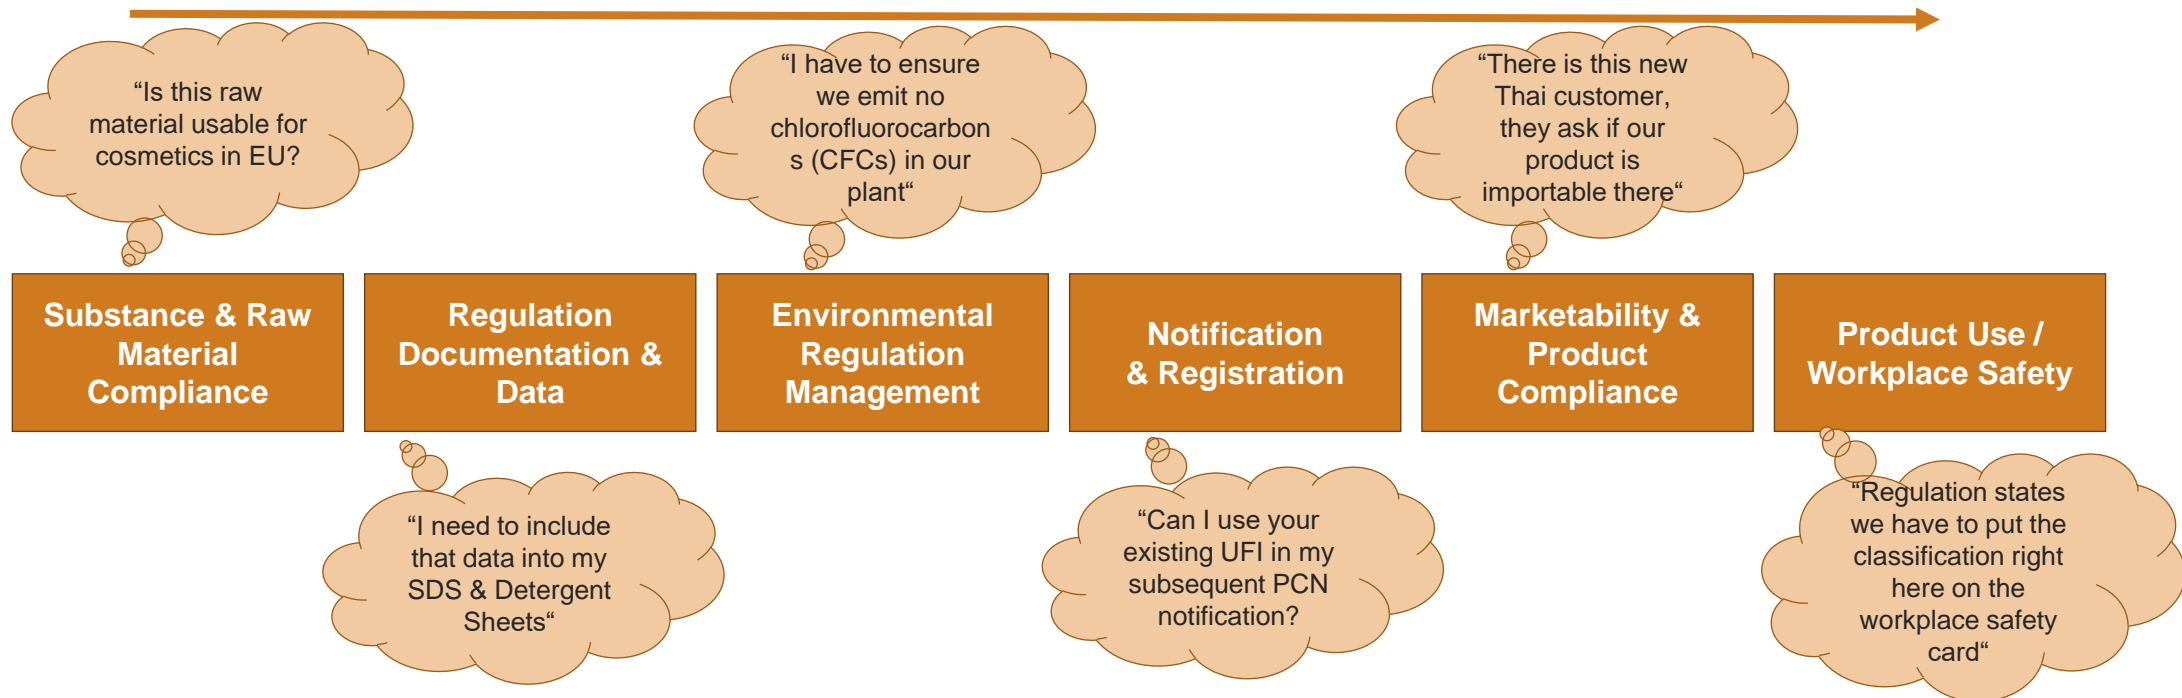 “Is this raw
material usable for
cosmetics in EU?
“I have to ensure
we emit no
chlorofluorocarbon
s (CFCs) in our
plant“
“There is this new
Thai customer,
they ask if our
product is
importable there“
Substance & Raw
Material
Compliance
Regulation
Documentation &
Data
Environmental
Regulation
Management
Notification
& Registration
Marketability &
Product
Compliance
Product Use /
Workplace Safety
“I need to include
that data into my
SDS & Detergent
Sheets“
“Can I use your
existing UFI in my
subsequent PCN
notification?
“Regulation states
we have to put the
classification right
here on the
workplace safety
card“